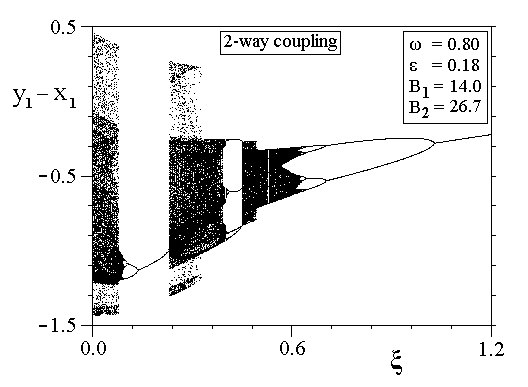 0.5
2-way coupling
ω = 0.80
ε = 0.18
B1 = 14.0
B2 = 26.7
y1 – x1
−0.5
−1.5
0.0
0.6
1.2
ξ